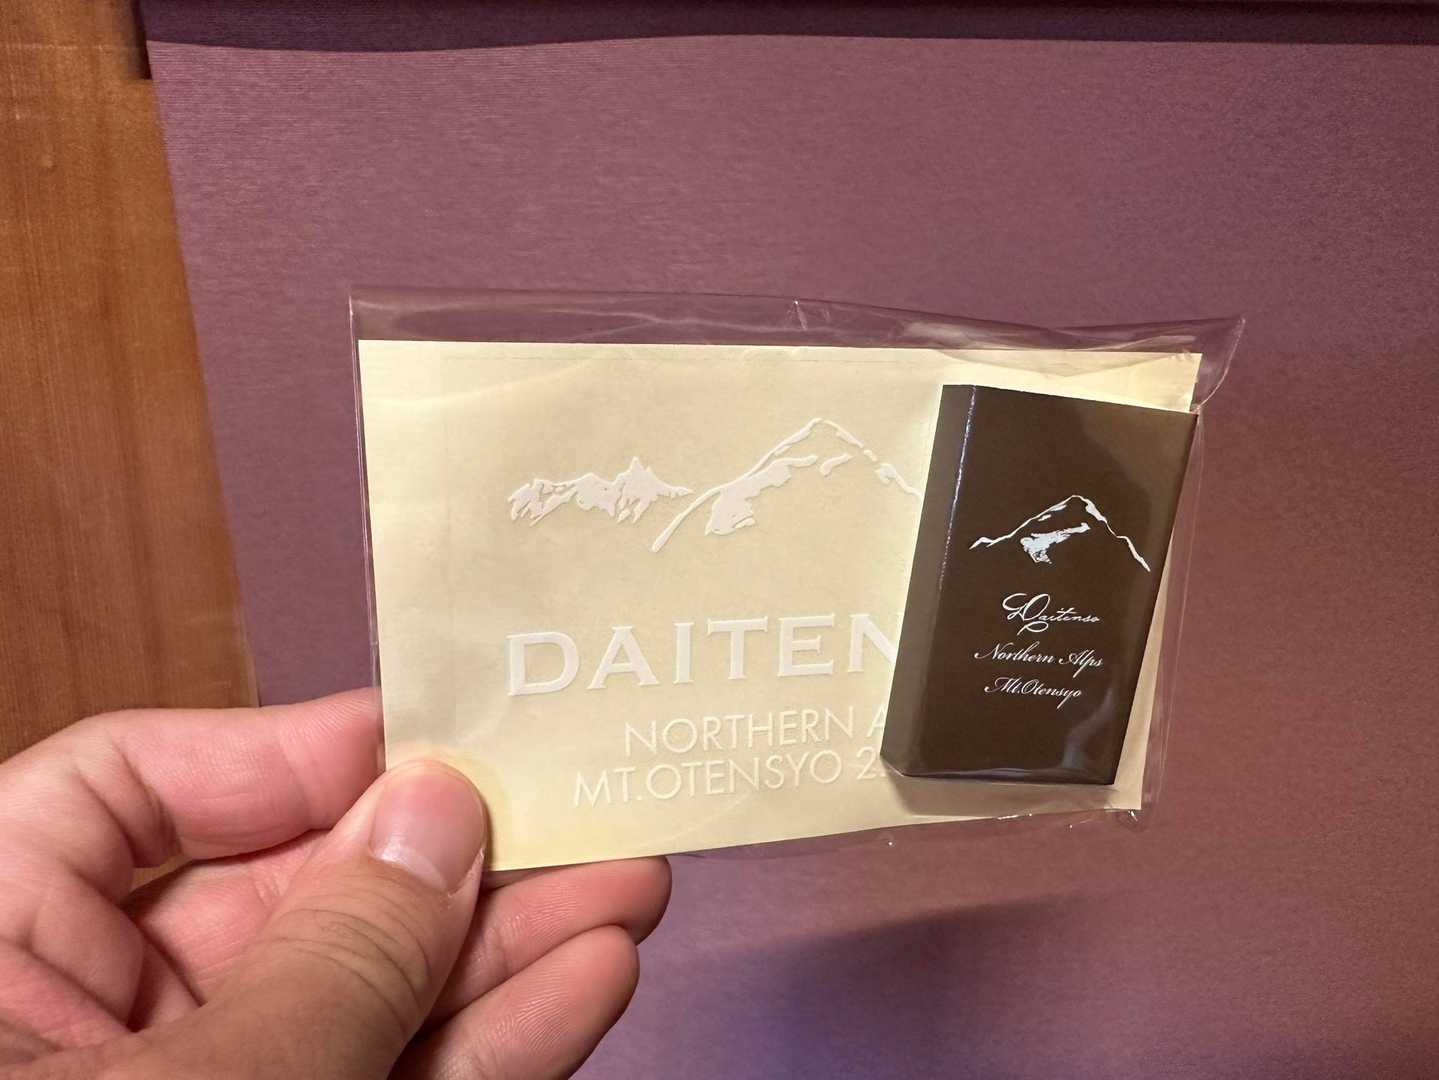 DAITEN
NORTHERN A
MT.OTENSYO 2
Daitenso
Northern Alps
Mt.Otensyo